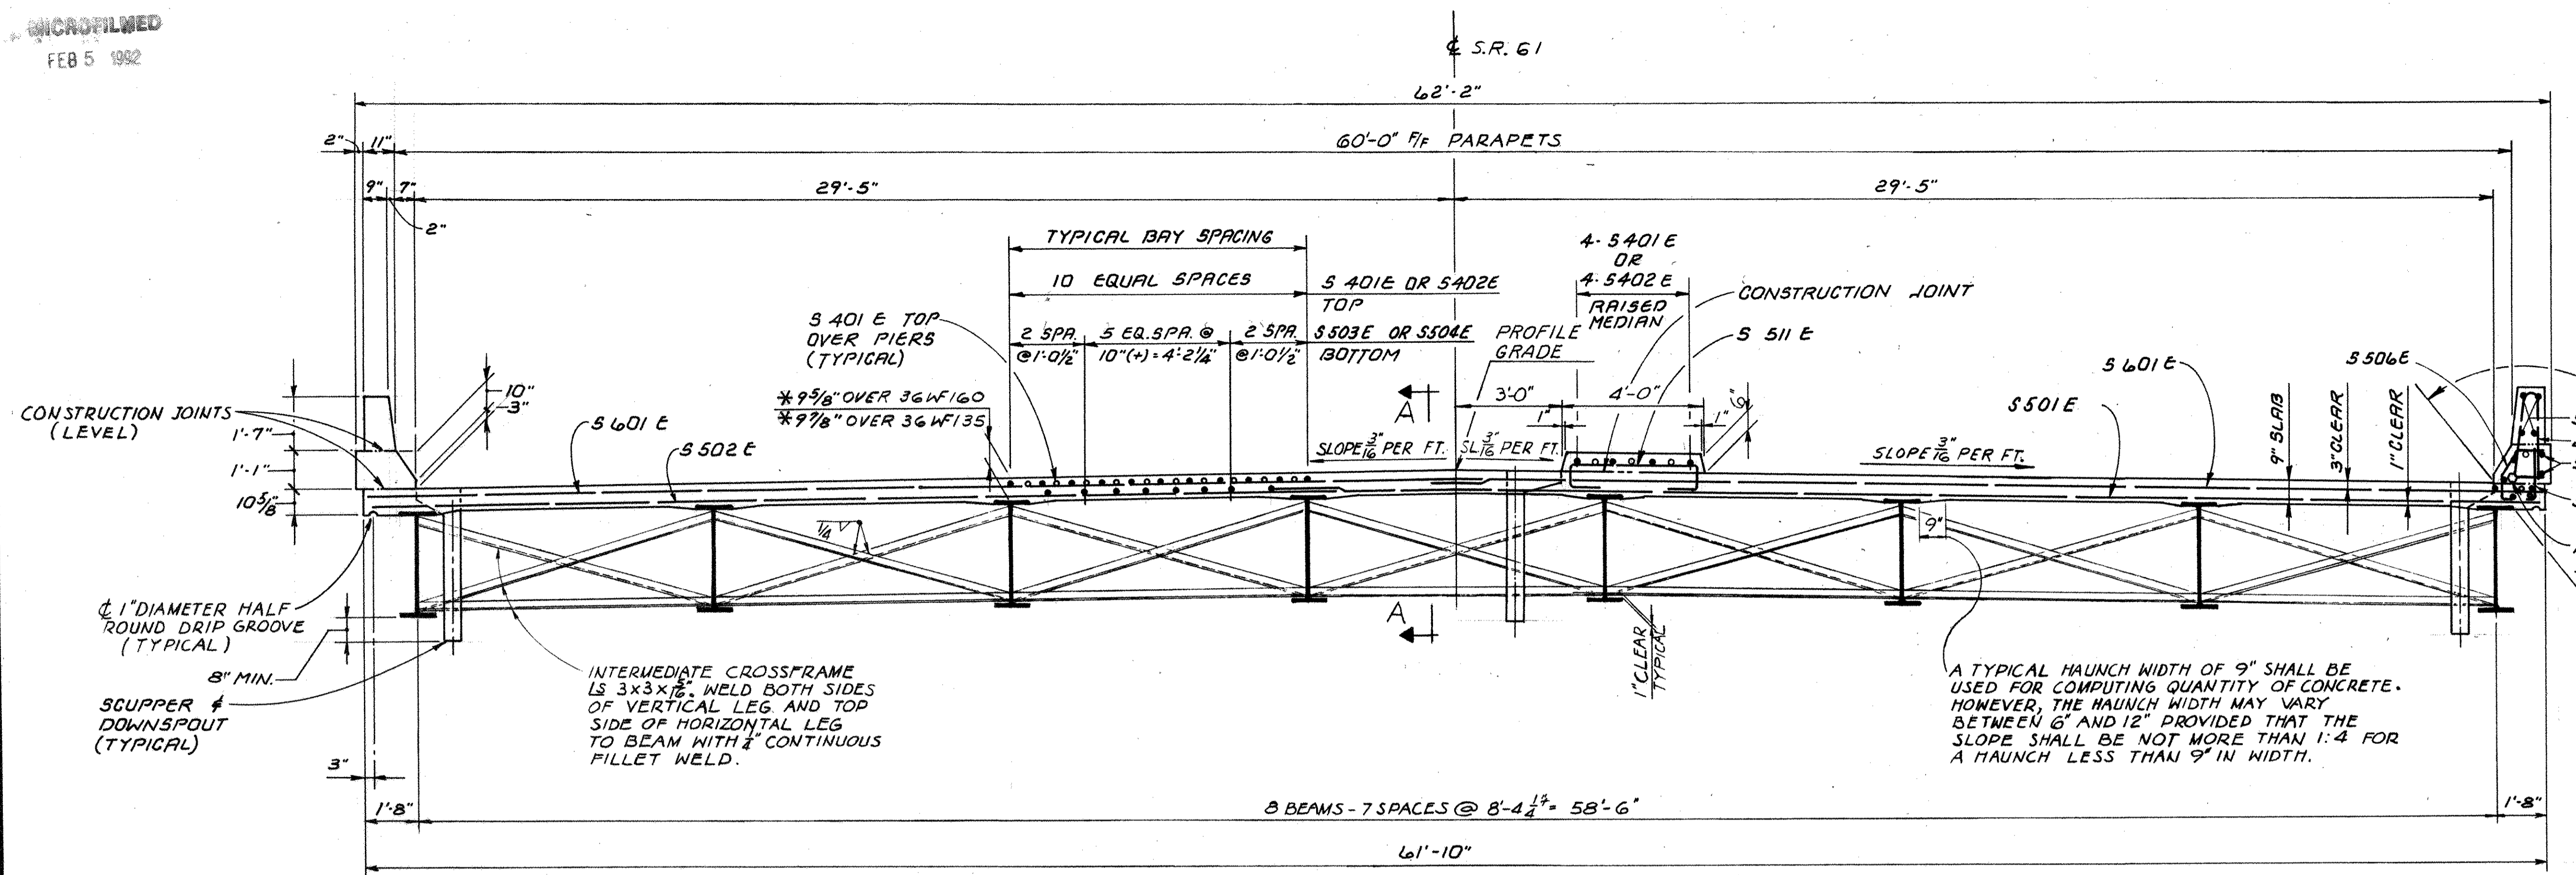 MICROFILMED
FEB 5 1992
℄ S.R. 61
62'-2"
2"
11"
60'-0" F/F PARAPETS
9"
7"
2"
29'-5"
29'-5"
TYPICAL BAY SPACING
10 EQUAL SPACES
S 401E OR S402E
TOP
2 SPA.
@1'-0½"
5 EQ.SPA. @
10"(+) = 4'-2¼"
2 SPA.
@1'-0½"
S503E OR S504E
BOTTOM
S 401 E TOP
OVER PIERS
(TYPICAL)
* 9⅝" OVER 36WF160
* 9⅞" OVER 36WF135
4-S401E
OR
4-S402E
RAISED
MEDIAN
CONSTRUCTION JOINT
S 511 E
PROFILE
GRADE
A
3'-0"
4'-0"
1"
1"
6"
SLOPE 3/16" PER FT.
SL. 3/16" PER FT.
SLOPE 3/16" PER FT.
S 601 E
S501E
S506E
9" SLAB
3" CLEAR
1" CLEAR
CONSTRUCTION JOINTS
(LEVEL)
10"
3"
1'-7"
1'-1"
10⅝"
S 601 E
S 502 E
1/4
9"
℄ 1" DIAMETER HALF
ROUND DRIP GROOVE
(TYPICAL)
8" MIN.
SCUPPER &
DOWNSPOUT
(TYPICAL)
INTERMEDIATE CROSSFRAME
LS 3x3x5/16". WELD BOTH SIDES
OF VERTICAL LEG AND TOP
SIDE OF HORIZONTAL LEG
TO BEAM WITH ¼" CONTINUOUS
FILLET WELD.
A
1" CLEAR
TYPICAL
A TYPICAL HAUNCH WIDTH OF 9" SHALL BE
USED FOR COMPUTING QUANTITY OF CONCRETE.
HOWEVER, THE HAUNCH WIDTH MAY VARY
BETWEEN 6" AND 12" PROVIDED THAT THE
SLOPE SHALL BE NOT MORE THAN 1:4 FOR
A HAUNCH LESS THAN 9" IN WIDTH.
3"
1'-8"
8 BEAMS - 7 SPACES @ 8'-4¼"= 58'-6"
1'-8"
61'-10"